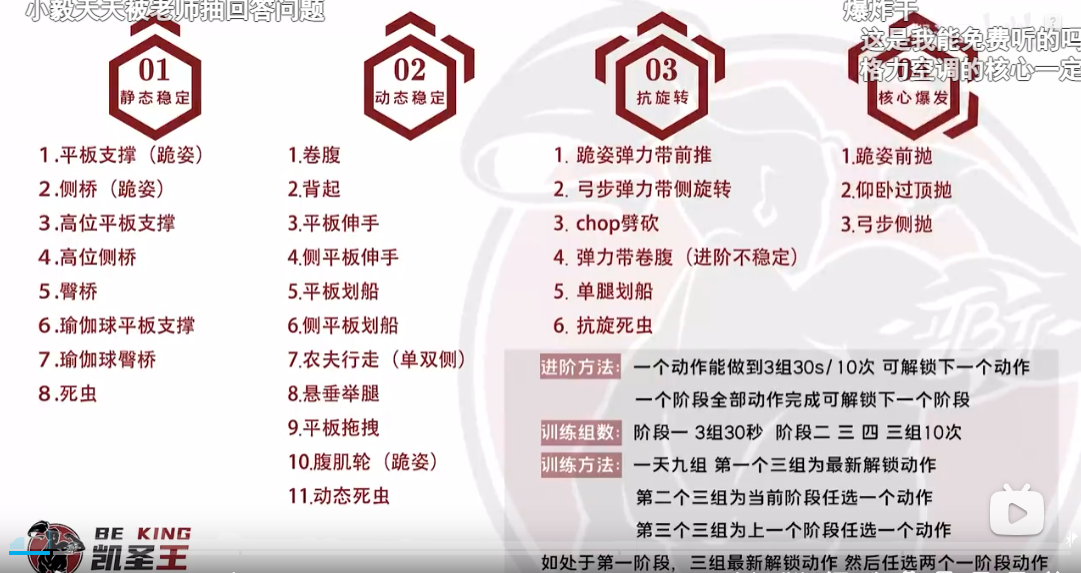 小毅天天被老师抽回答问题
爆炸手
这是我能免费听的吗
格力空调的核心一定
01
静态稳定
1.平板支撑（跪姿）
2.侧桥（跪姿）
3.高位平板支撑
4.高位侧桥
5.臀桥
6.瑜伽球平板支撑
7.瑜伽球臀桥
8.死虫
02
动态稳定
1.卷腹
2.背起
3.平板伸手
4.侧平板伸手
5.平板划船
6.侧平板划船
7.农夫行走（单双侧）
8.悬垂举腿
9.平板拖拽
10.腹肌轮（跪姿）
11.动态死虫
03
抗旋转
1. 跪姿弹力带前推
2. 弓步弹力带侧旋转
3. chop劈砍
4. 弹力带卷腹（进阶不稳定）
5. 单腿划船
6. 抗旋死虫
核心爆发
1.跪姿前抛
2.仰卧过顶抛
3.弓步侧抛
进阶方法: 一个动作能做到3组30s/10次 可解锁下一个动作
一个阶段全部动作完成可解锁下一个阶段
训练组数: 阶段一 3组30秒 阶段二 三 四 三组10次
训练方法: 一天九组 第一个三组为最新解锁动作
第二个三组为当前阶段任选一个动作
第三个三组为上一个阶段任选一个动作
如处于第一阶段，三组最新解锁动作 然后任选两个一阶段动作
BE KING
凯圣王